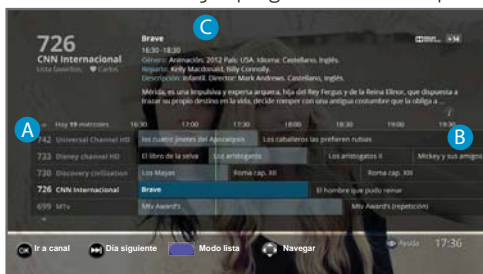 C
726
CNN Internacional
Lista favoritos Carlos
Brave
16:30 -18:30
+14
Género: Animación. 2012 País: USA. Idioma: Castellano, Inglés.
Reparto: Kelly Macdonald, Billy Connolly.
Descripción: Infantil. Director: Mark Andrews. Castellano, Inglés.
Mérida, es una impulsiva y experta arquera, hija del Rey Fergus y de la Reina Elinor, que dispuesta a
trazar su propio destino en la vida, decide romper con una antigua costumbre que la obliga a ...
A
Hoy 19 miércoles 16:30 17:00 17:30 18:00 18:30 19:00 19:30
B
742 Universal Channel HD los cuatro jinetes del Apocalipsis Los caballeros las prefieren rubias
733 Disney channel HD El libro de la selva Los aristogatos Los aristogatos II Mickey y sus amigos
730 Discovery civilization Los Mayas Roma cap. XII Roma cap. XIII
726 CNN Internacional Brave El hombre que pudo reinar
699 MTv Mtv Award's Mtv Award's (repetición)
OK Ir a canal Día siguiente Modo lista Navegar Ayuda 17:36